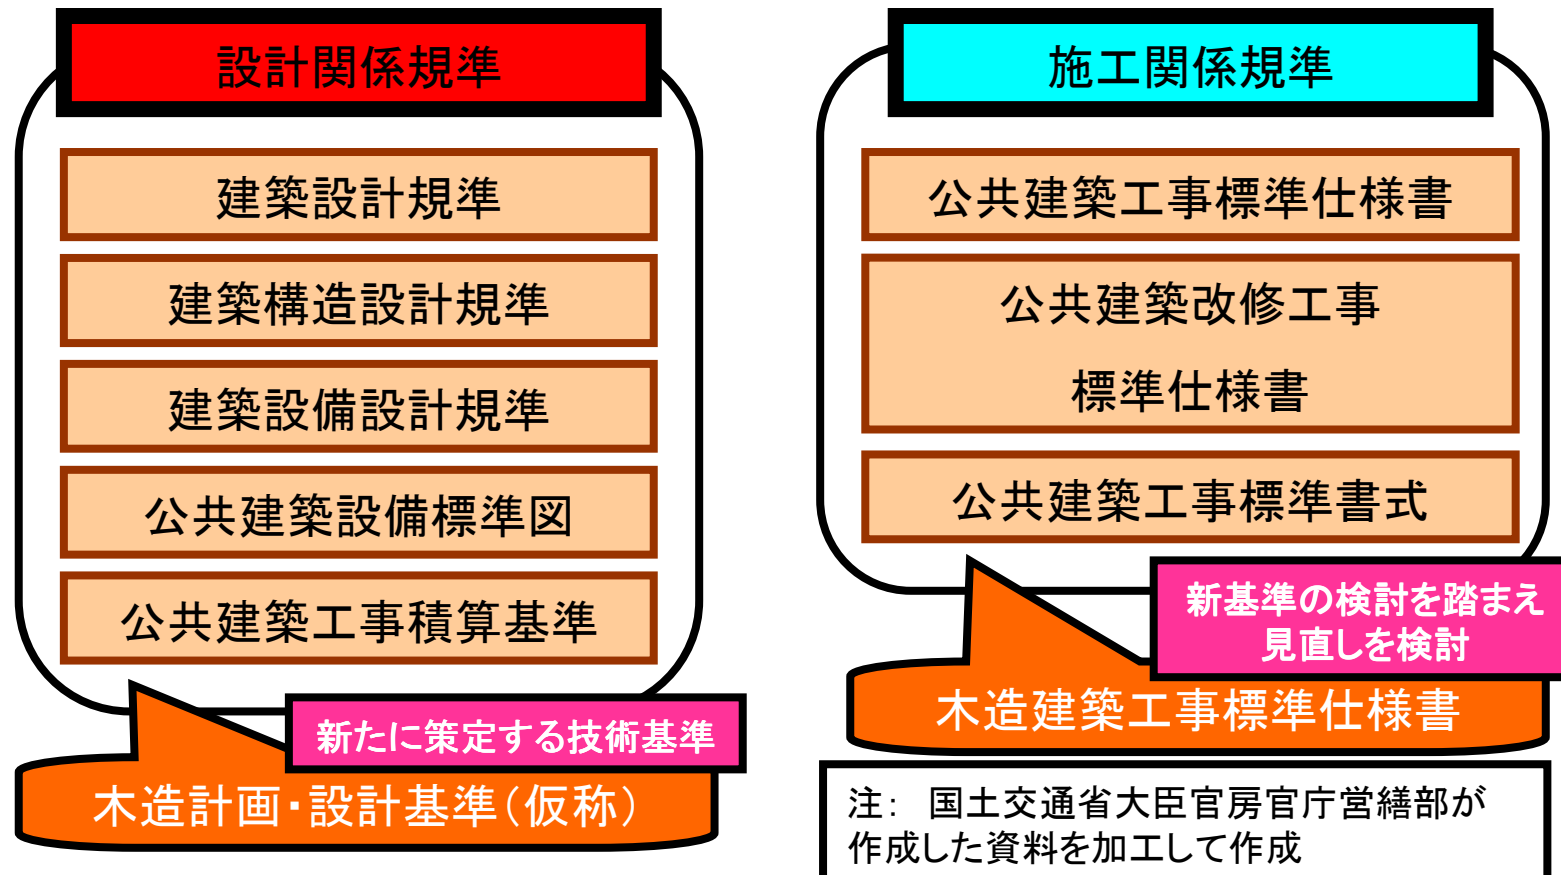 設計関係規準
建築設計規準
建築構造設計規準
建築設備設計規準
公共建築設備標準図
公共建築工事積算基準
新たに策定する技術基準
木造計画・設計基準(仮称)
施工関係規準
公共建築工事標準仕様書
公共建築改修工事
標準仕様書
公共建築工事標準書式
新基準の検討を踏まえ
見直しを検討
木造建築工事標準仕様書
注: 国土交通省大臣官房官庁営繕部が
作成した資料を加工して作成